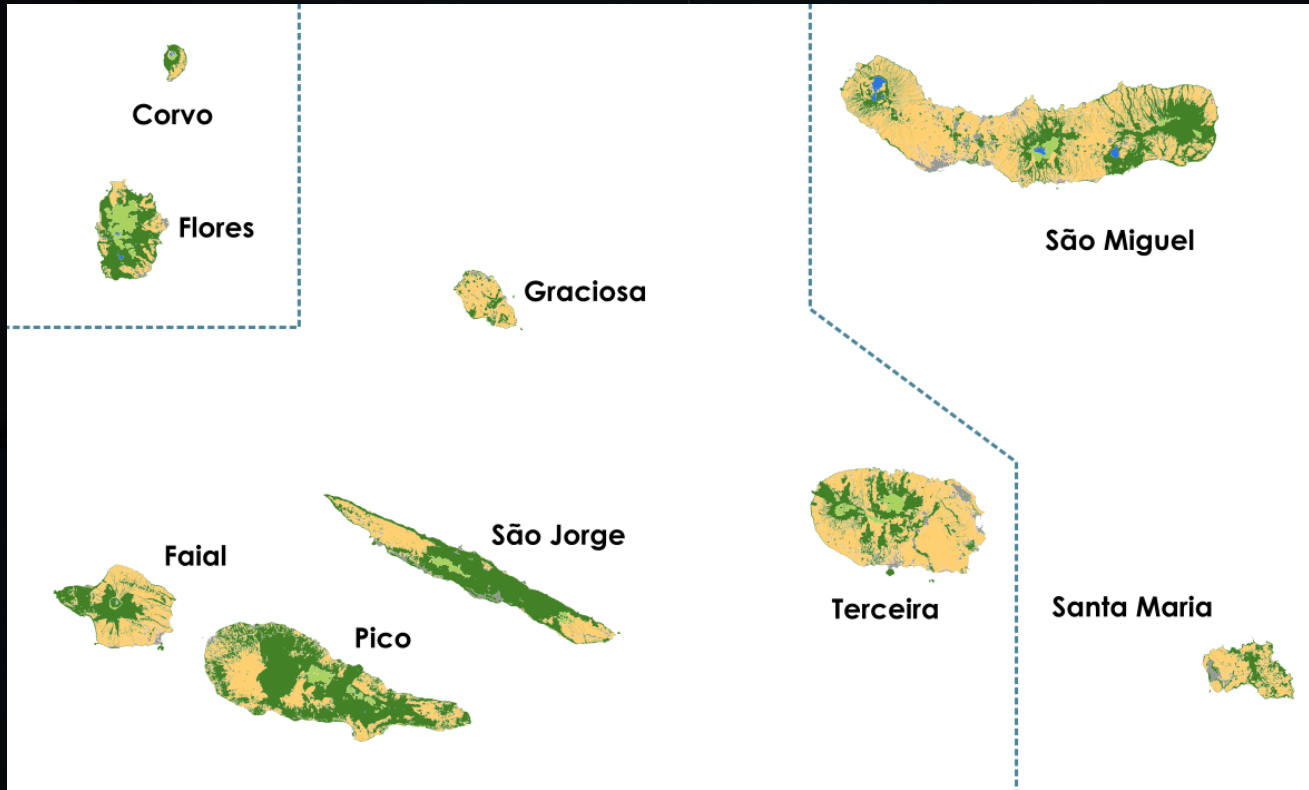 Corvo
São Miguel
Flores
Graciosa
São Jorge
Faial
Terceira
Santa Maria
Pico